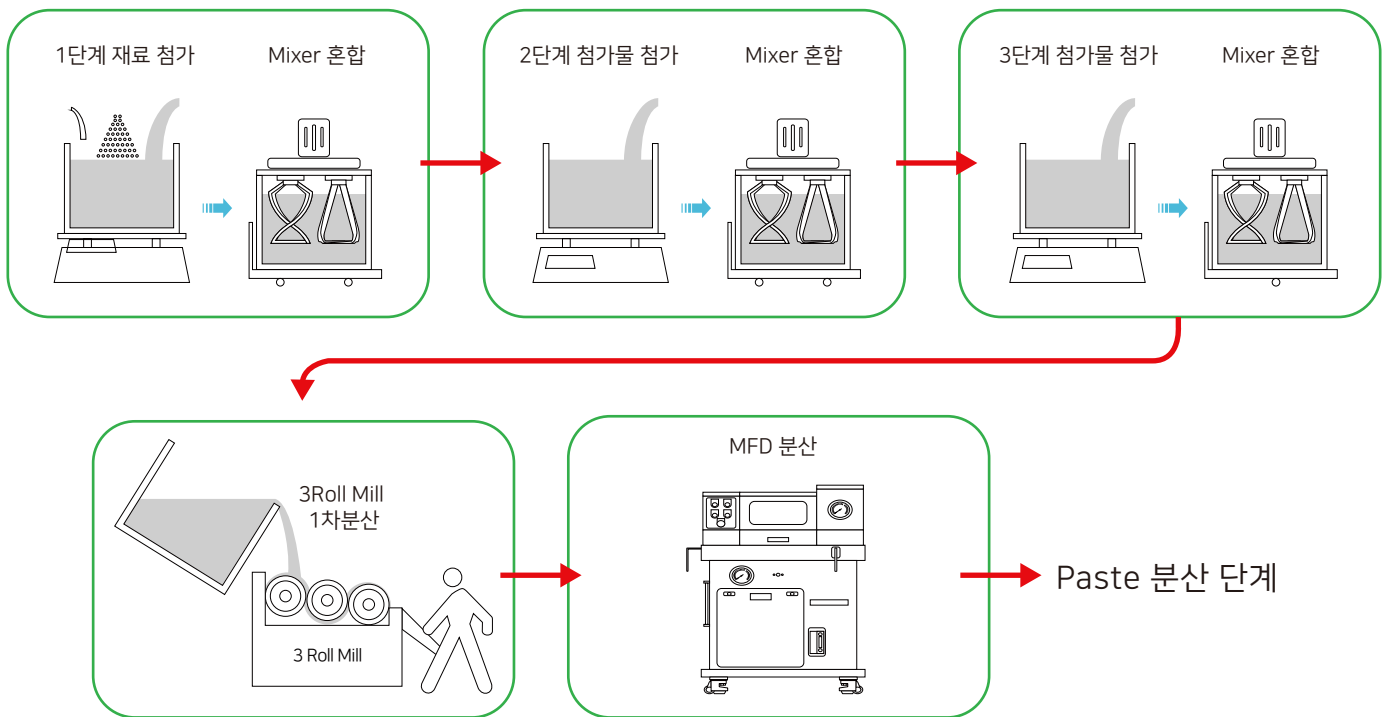 1단계 재료 첨가
Mixer 혼합
2단계 첨가물 첨가
Mixer 혼합
3단계 첨가물 첨가
Mixer 혼합
3Roll Mill
1차분산
3 Roll Mill
MFD 분산
Paste 분산 단계